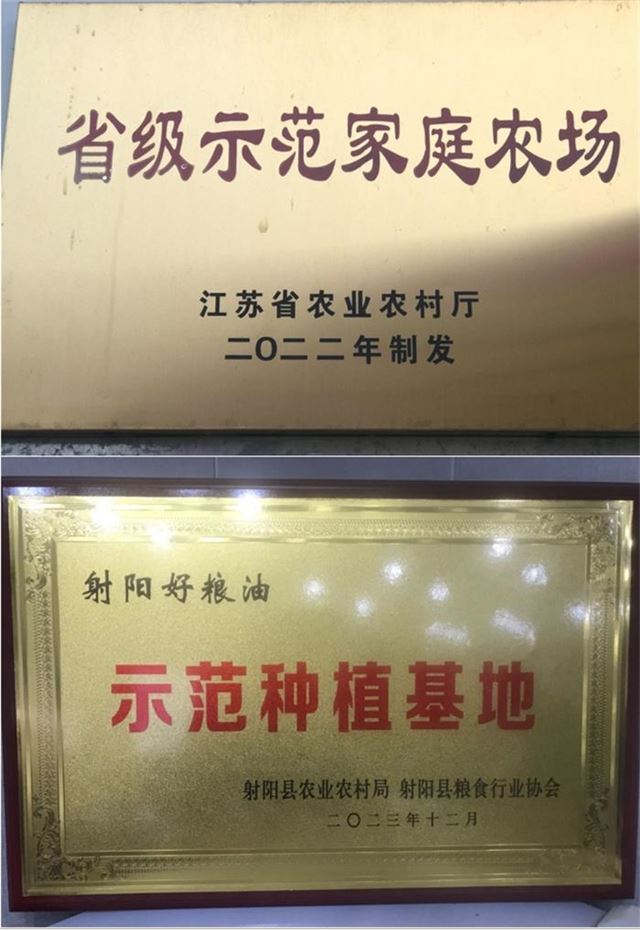 省级示范家庭农场
江苏省农业农村厅
二〇二二年制发
射阳好粮油
示范种植基地
射阳县农业农村局 射阳县粮食行业协会
二〇二三年十二月